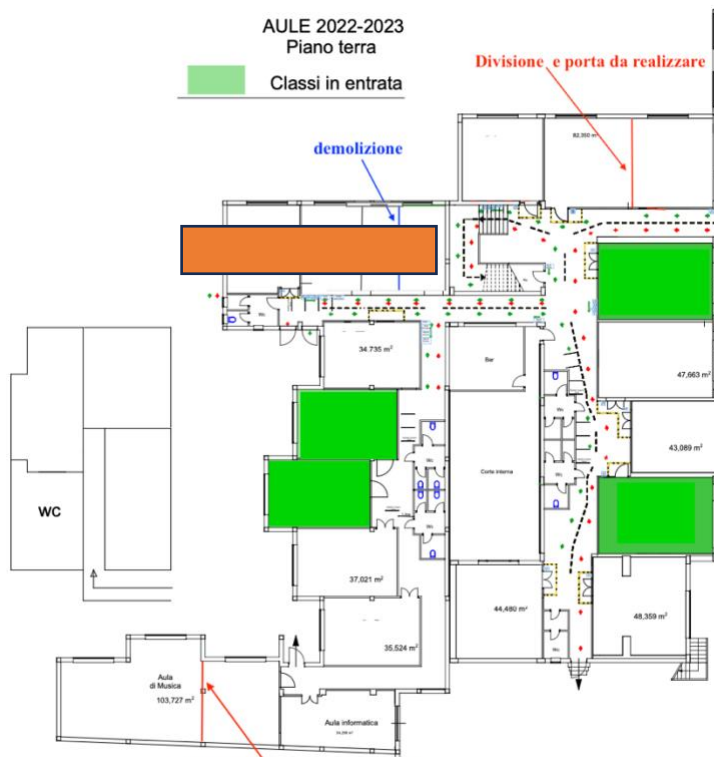 AULE 2022-2023
Piano terra
Classi in entrata
Divisione e porta da realizzare
demolizione
82,350 m²
34.735 m²
Bar
47,663 m²
43,089 m²
Corte interna
WC
37,021 m²
44,480 m²
48,359 m²
35,524 m²
Aula
di Musica
103,727 m²
Aula informatica